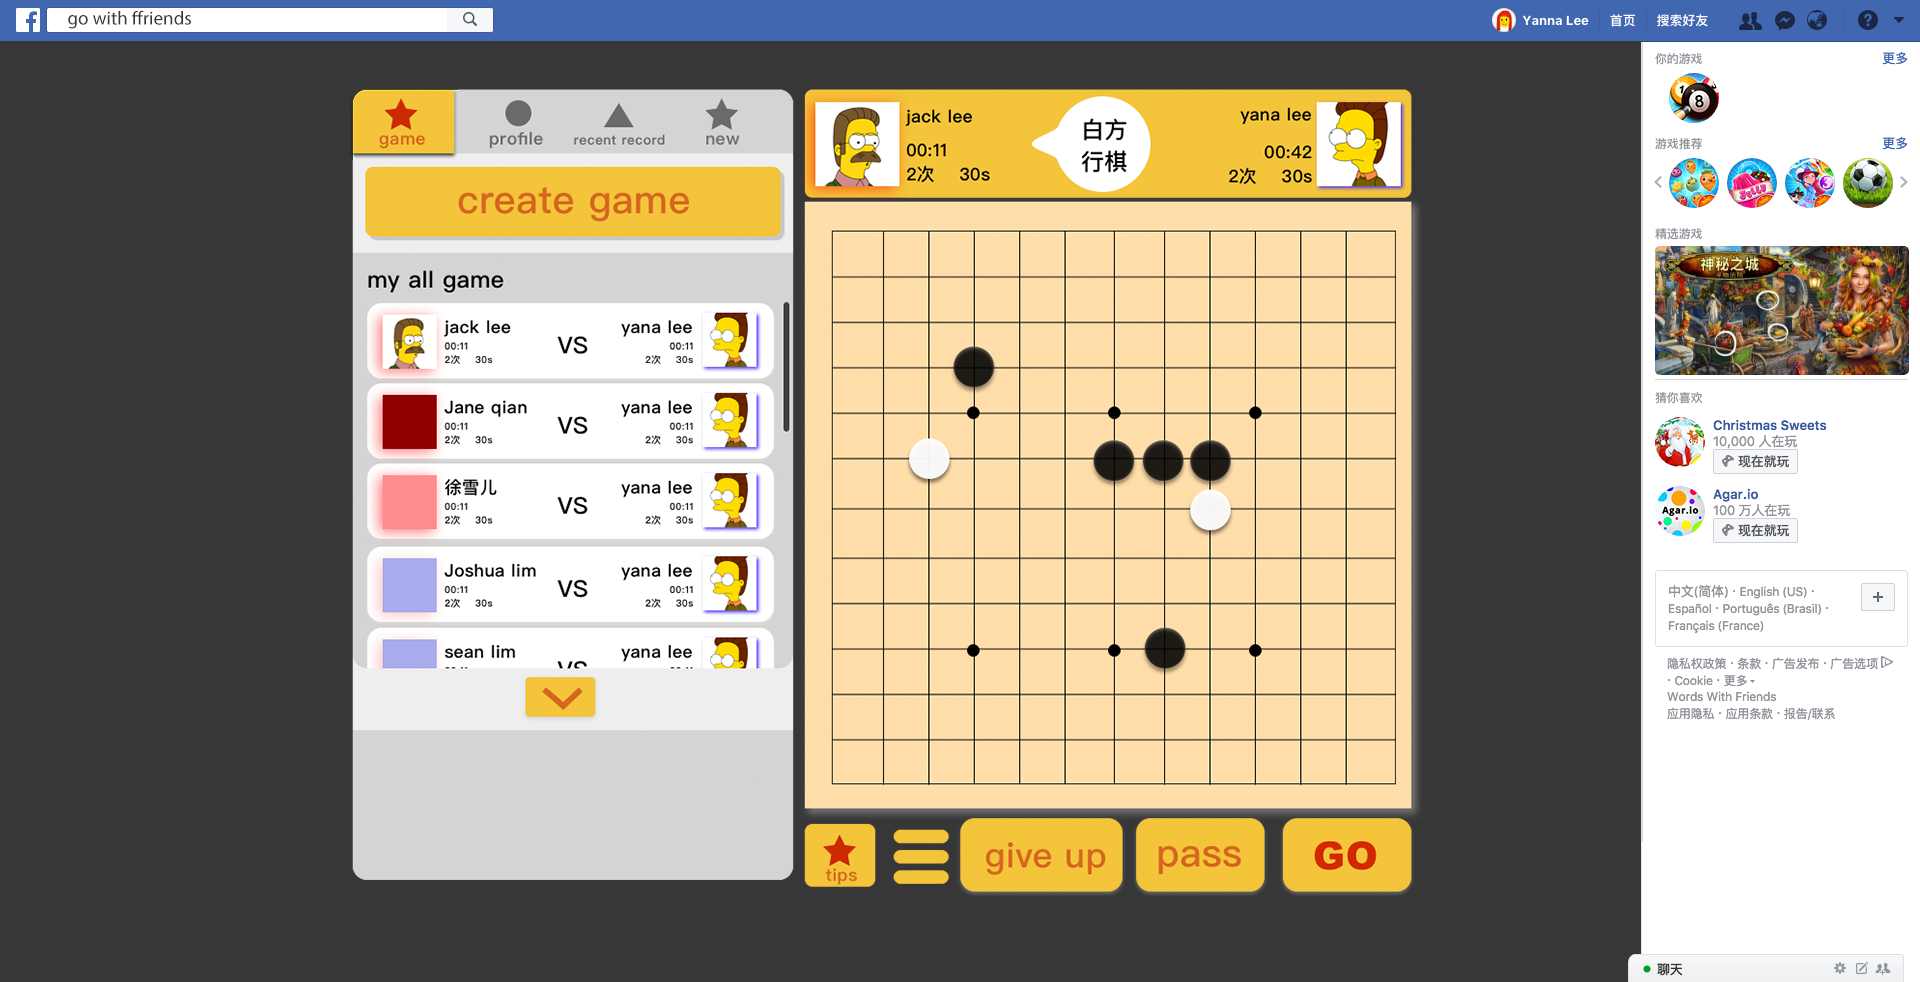 go with ffriends
Yanna Lee
首页
搜索好友
game
profile
recent record
new
create game
my all game
jack lee
00:11
2次 30s
VS
yana lee
00:11
2次 30s
Jane qian
00:11
2次 30s
VS
yana lee
00:11
2次 30s
徐雪儿
00:11
2次 30s
VS
yana lee
00:11
2次 30s
Joshua lim
00:11
2次 30s
VS
yana lee
00:11
2次 30s
sean lim
VS
yana lee
jack lee
00:11
2次 30s
白方
行棋
yana lee
00:42
2次 30s
tips
give up
pass
GO
你的游戏 更多
8
游戏推荐 更多
精选游戏
神秘之城
猜你喜欢
Christmas Sweets
10,000 人在玩
现在就玩
Agar.io
Agar.io
100 万人在玩
现在就玩
中文(简体) · English (US) ·
Español · Português (Brasil) ·
Français (France)
隐私权政策 · 条款 · 广告发布 · 广告选项
· Cookie · 更多
Words With Friends
应用隐私 · 应用条款 · 报告/联系
聊天